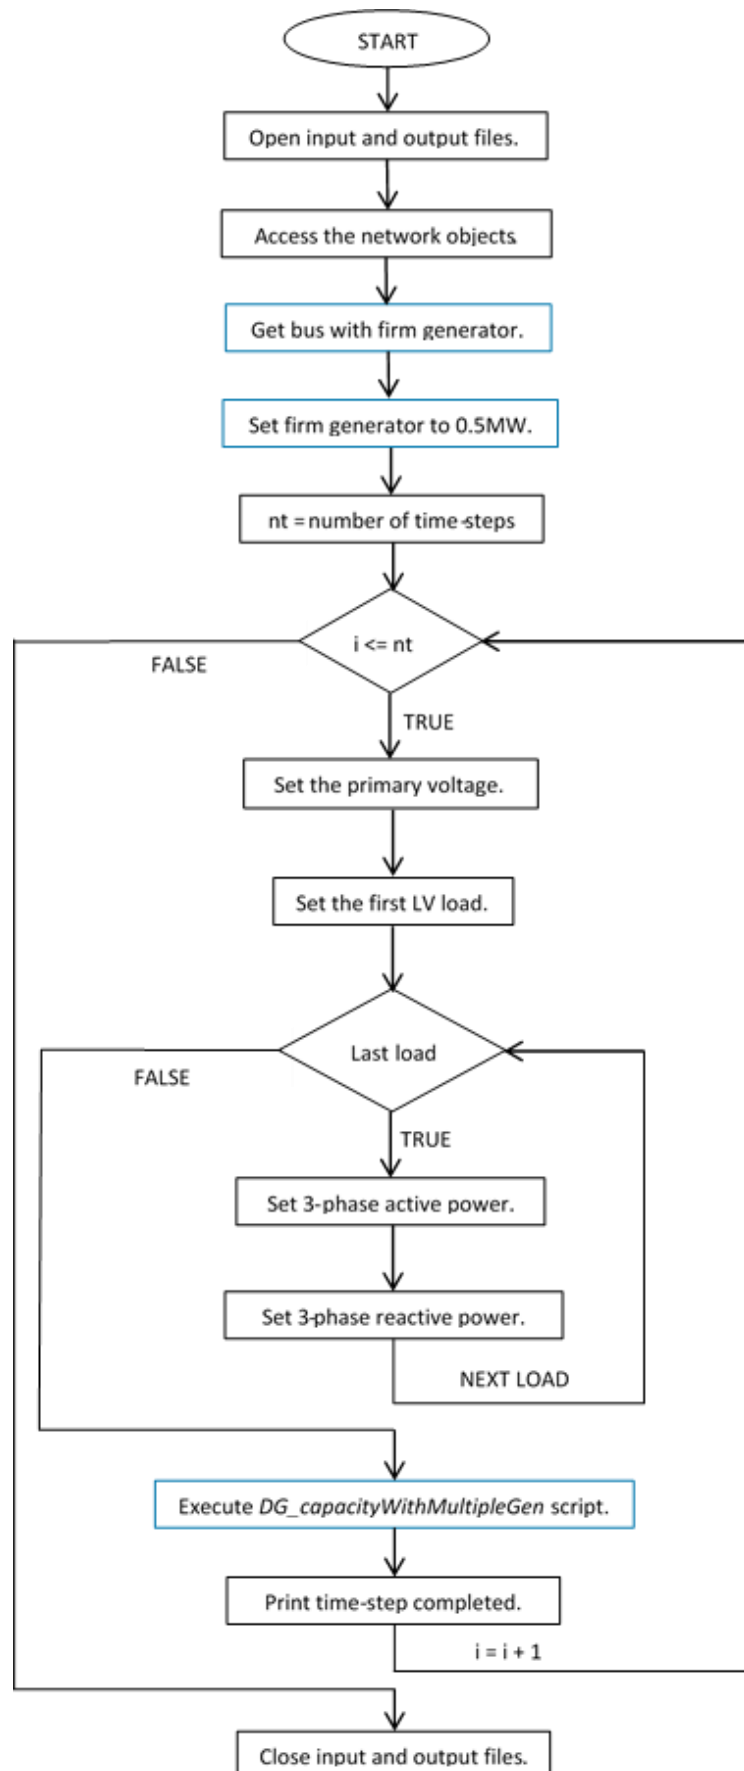 START
Open input and output files.
Access the network objects.
Get bus with firm generator.
Set firm generator to 0.5MW.
nt = number of time-steps
i <= nt
FALSE
TRUE
Set the primary voltage.
Set the first LV load.
Last load
FALSE
TRUE
Set 3-phase active power.
Set 3-phase reactive power.
NEXT LOAD
Execute DG_capacityWithMultipleGen script.
Print time-step completed.
i = i + 1
Close input and output files.